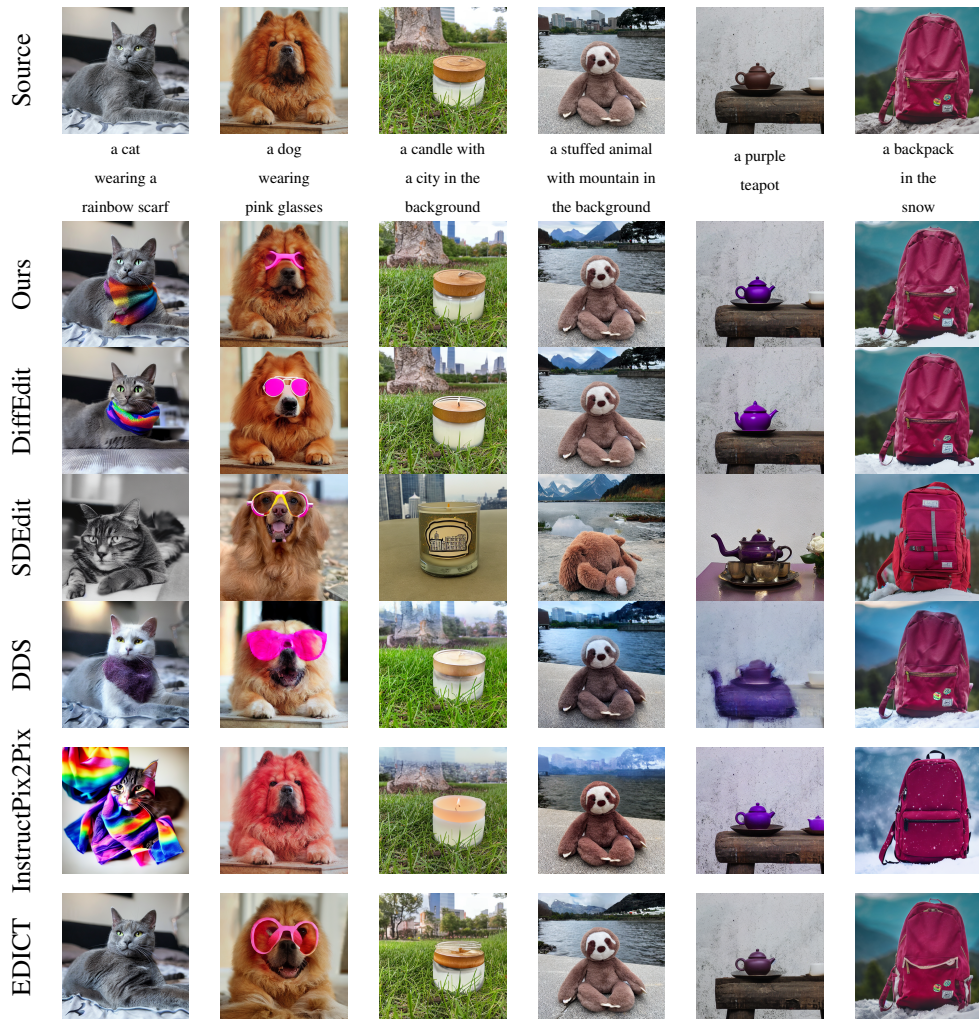 Source
a cat
wearing a
rainbow scarf
a dog
wearing
pink glasses
a candle with
a city in the
background
a stuffed animal
with mountain in
the background
a purple
teapot
a backpack
in the
snow
Ours
DiffEdit
SDEdit
DDS
InstructPix2Pix
EDICT